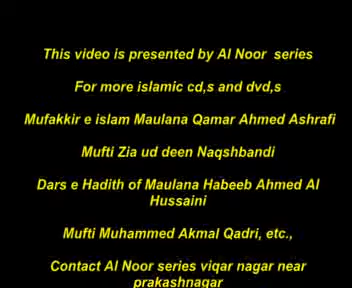 This video is presented by Al Noor series
For more islamic cd,s and dvd,s
Mufakkir e islam Maulana Qamar Ahmed Ashrafi
Mufti Zia ud deen Naqshbandi
Dars e Hadith of Maulana Habeeb Ahmed Al
Hussaini
Mufti Muhammed Akmal Qadri, etc.,
Contact Al Noor series viqar nagar near
prakashnagar